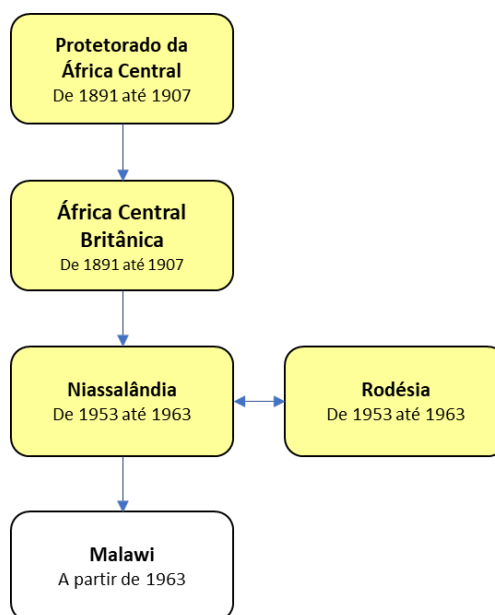 Protetorado da
África Central
De 1891 até 1907
África Central
Britânica
De 1891 até 1907
Niassalândia
De 1953 até 1963
Rodésia
De 1953 até 1963
Malawi
A partir de 1963